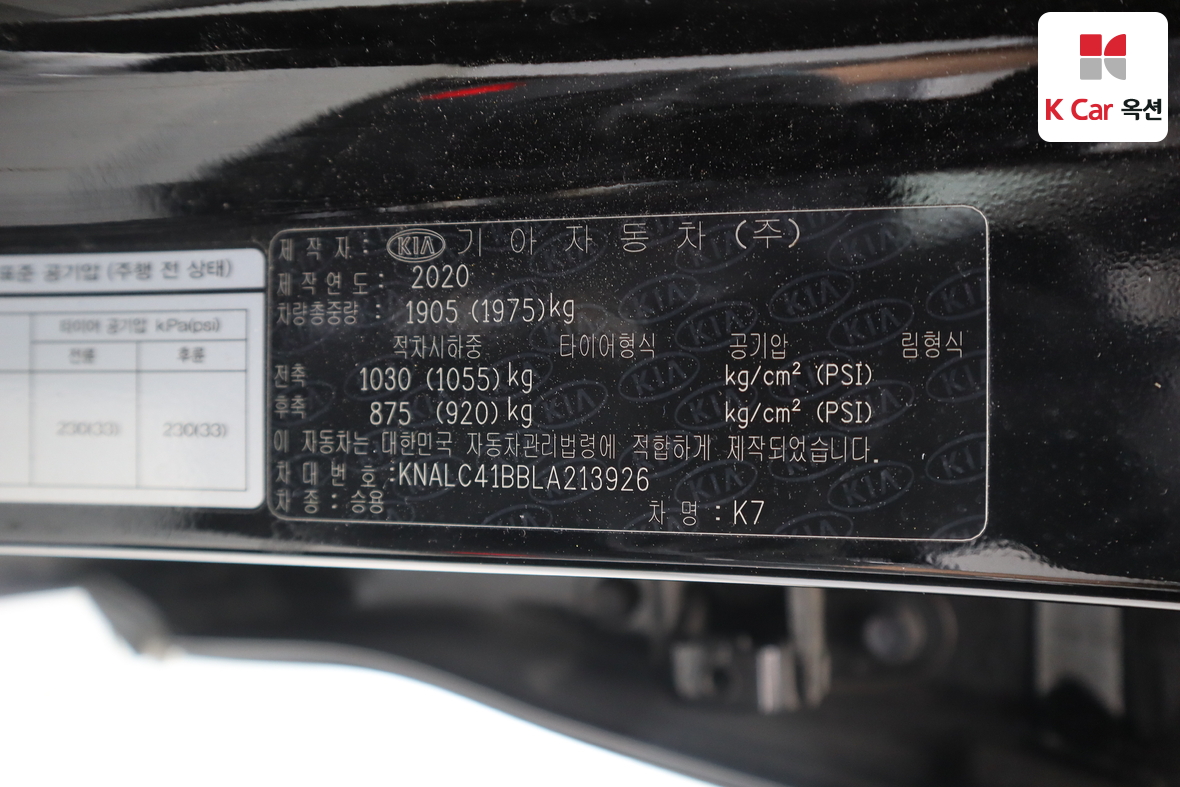 K Car 옥션
표준 공기압 (주행 전 상태)
타이어 공기압 kPa(psi)
전륜 후륜
230(33) 230(33)
제 작 자 : KIA 기 아 자 동 차 (주)
제 작 연 도 : 2020
차량총중량 : 1905 (1975)kg
적차시하중 타이어형식 공기압 림형식
전축 1030 (1055) kg kg/cm² (PSI)
후축 875 (920) kg kg/cm² (PSI)
이 자동차는 대한민국 자동차관리법령에 적합하게 제작되었습니다.
차 대 번 호 :KNALC41BBLA213926
차 종 : 승용 차 명 : K7